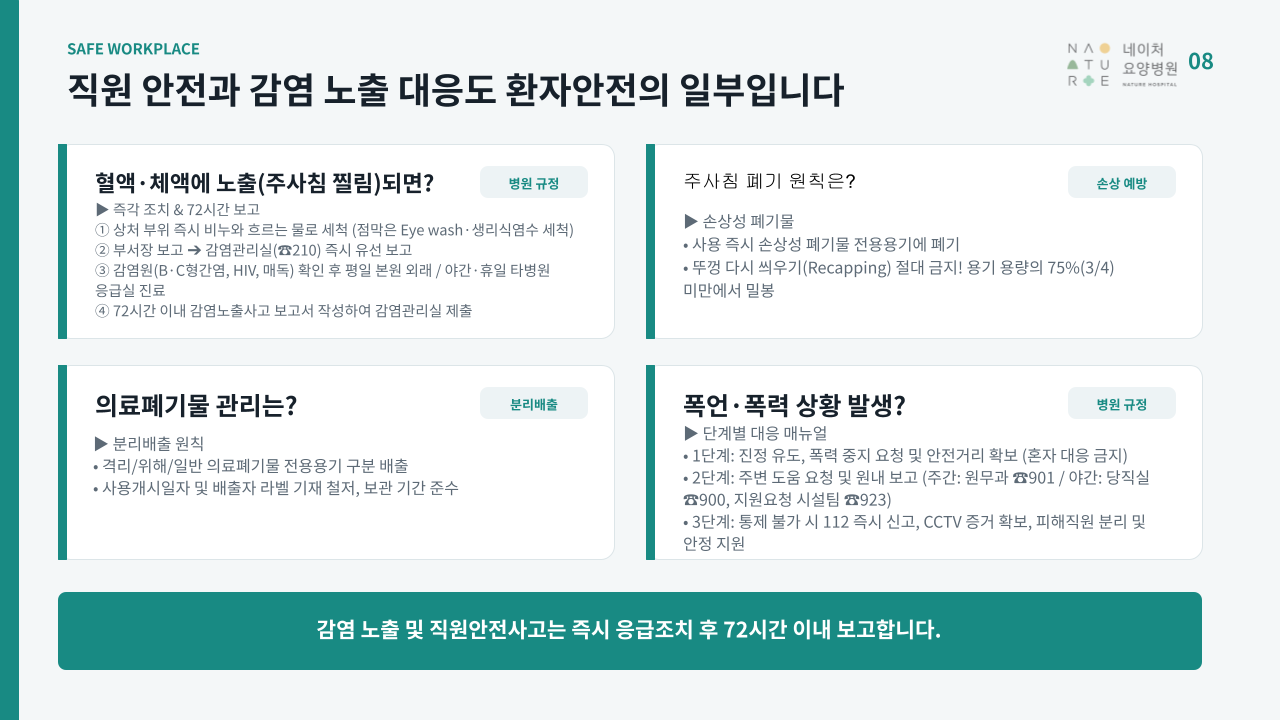 SAFE WORKPLACE
직원 안전과 감염 노출 대응도 환자안전의 일부입니다
N A
A T U
R E
네이처
요양병원
NATURE HOSPITAL
08
혈액·체액에 노출(주사침 찔림)되면?
병원 규정
▶ 즉각 조치 & 72시간 보고
① 상처 부위 즉시 비누와 흐르는 물로 세척 (점막은 Eye wash·생리식염수 세척)
② 부서장 보고 ➔ 감염관리실(☎210) 즉시 유선 보고
③ 감염원(B·C형간염, HIV, 매독) 확인 후 평일 본원 외래 / 야간·휴일 타병원
응급실 진료
④ 72시간 이내 감염노출사고 보고서 작성하여 감염관리실 제출
주사침 폐기 원칙은?
손상 예방
▶ 손상성 폐기물
• 사용 즉시 손상성 폐기물 전용용기에 폐기
• 뚜껑 다시 씌우기(Recapping) 절대 금지! 용기 용량의 75%(3/4)
미만에서 밀봉
의료폐기물 관리는?
분리배출
▶ 분리배출 원칙
• 격리/위해/일반 의료폐기물 전용용기 구분 배출
• 사용개시일자 및 배출자 라벨 기재 철저, 보관 기간 준수
폭언·폭력 상황 발생?
병원 규정
▶ 단계별 대응 매뉴얼
• 1단계: 진정 유도, 폭력 중지 요청 및 안전거리 확보 (혼자 대응 금지)
• 2단계: 주변 도움 요청 및 원내 보고 (주간: 원무과 ☎901 / 야간: 당직실
☎900, 지원요청 시설팀 ☎923)
• 3단계: 통제 불가 시 112 즉시 신고, CCTV 증거 확보, 피해직원 분리 및
안정 지원
감염 노출 및 직원안전사고는 즉시 응급조치 후 72시간 이내 보고합니다.